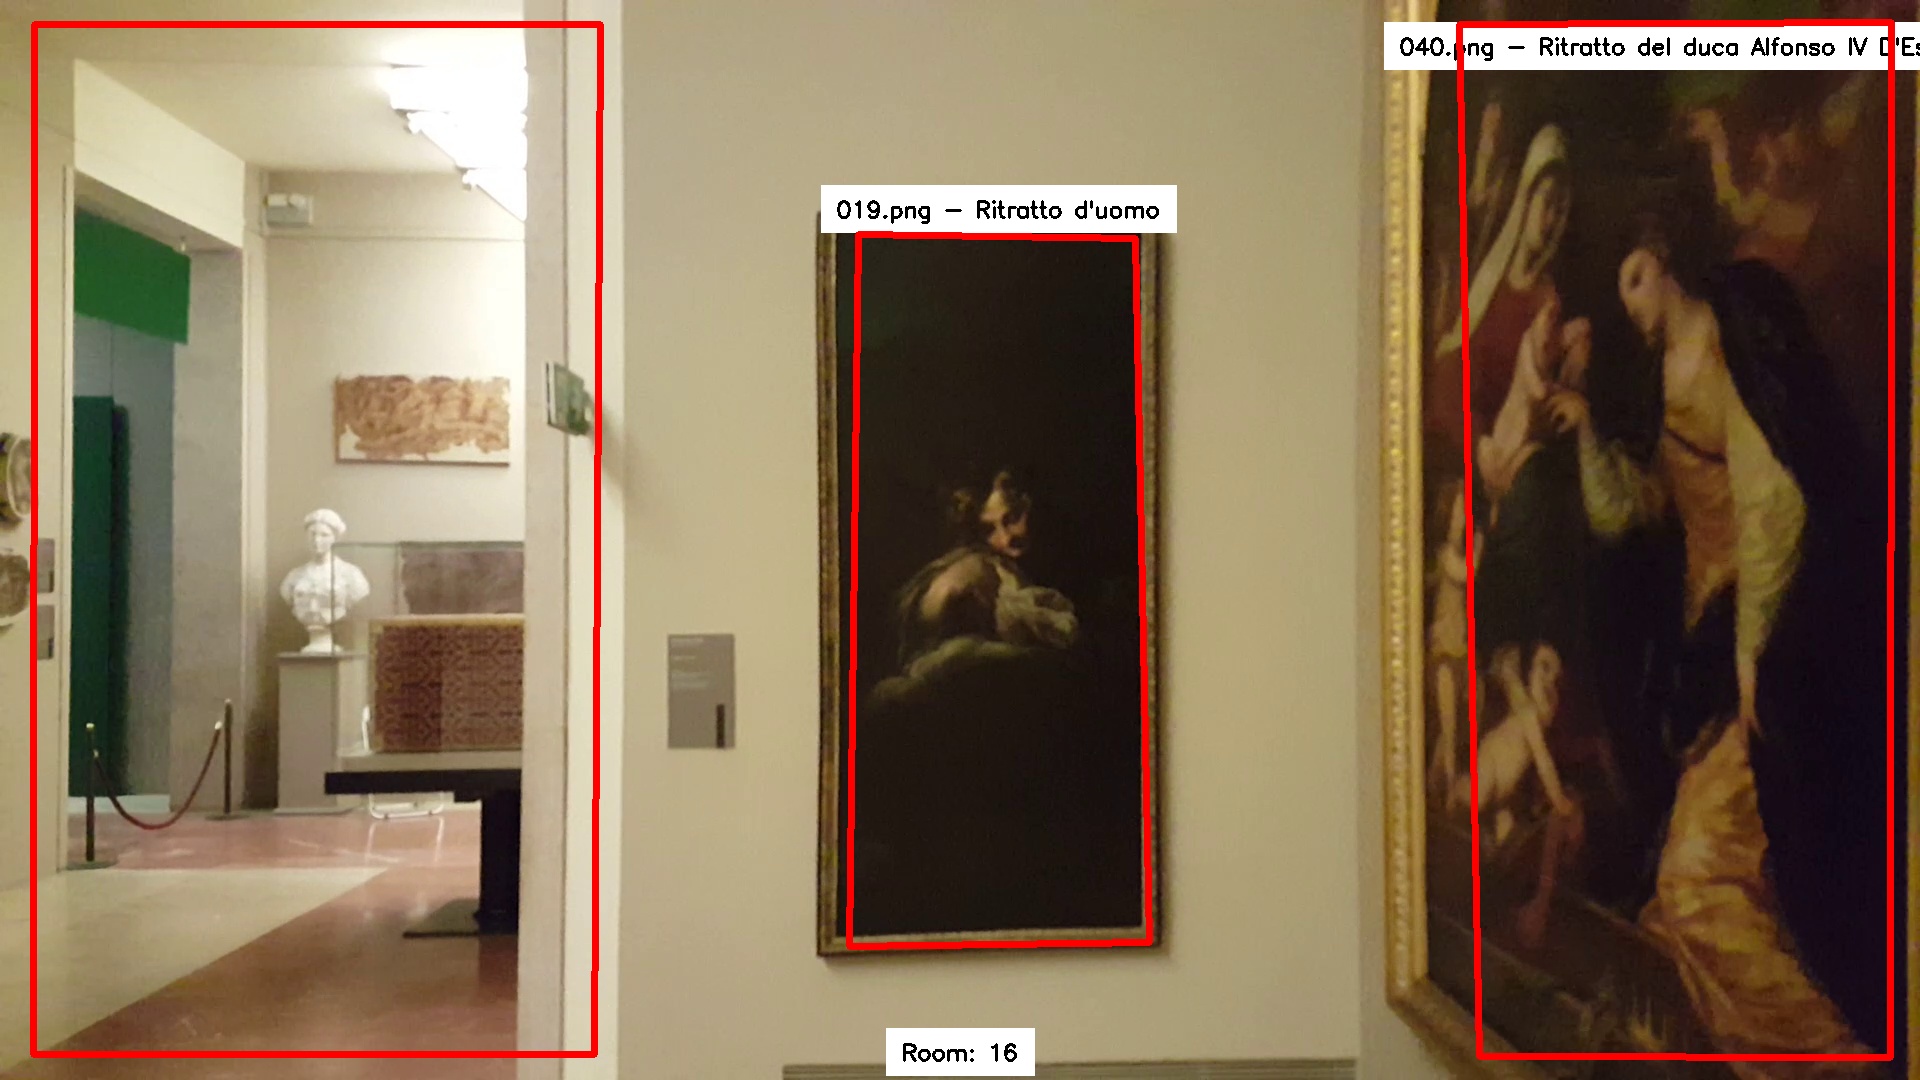 040.png - Ritratto del duca Alfonso IV D'Es
019.png - Ritratto d'uomo
Room: 16